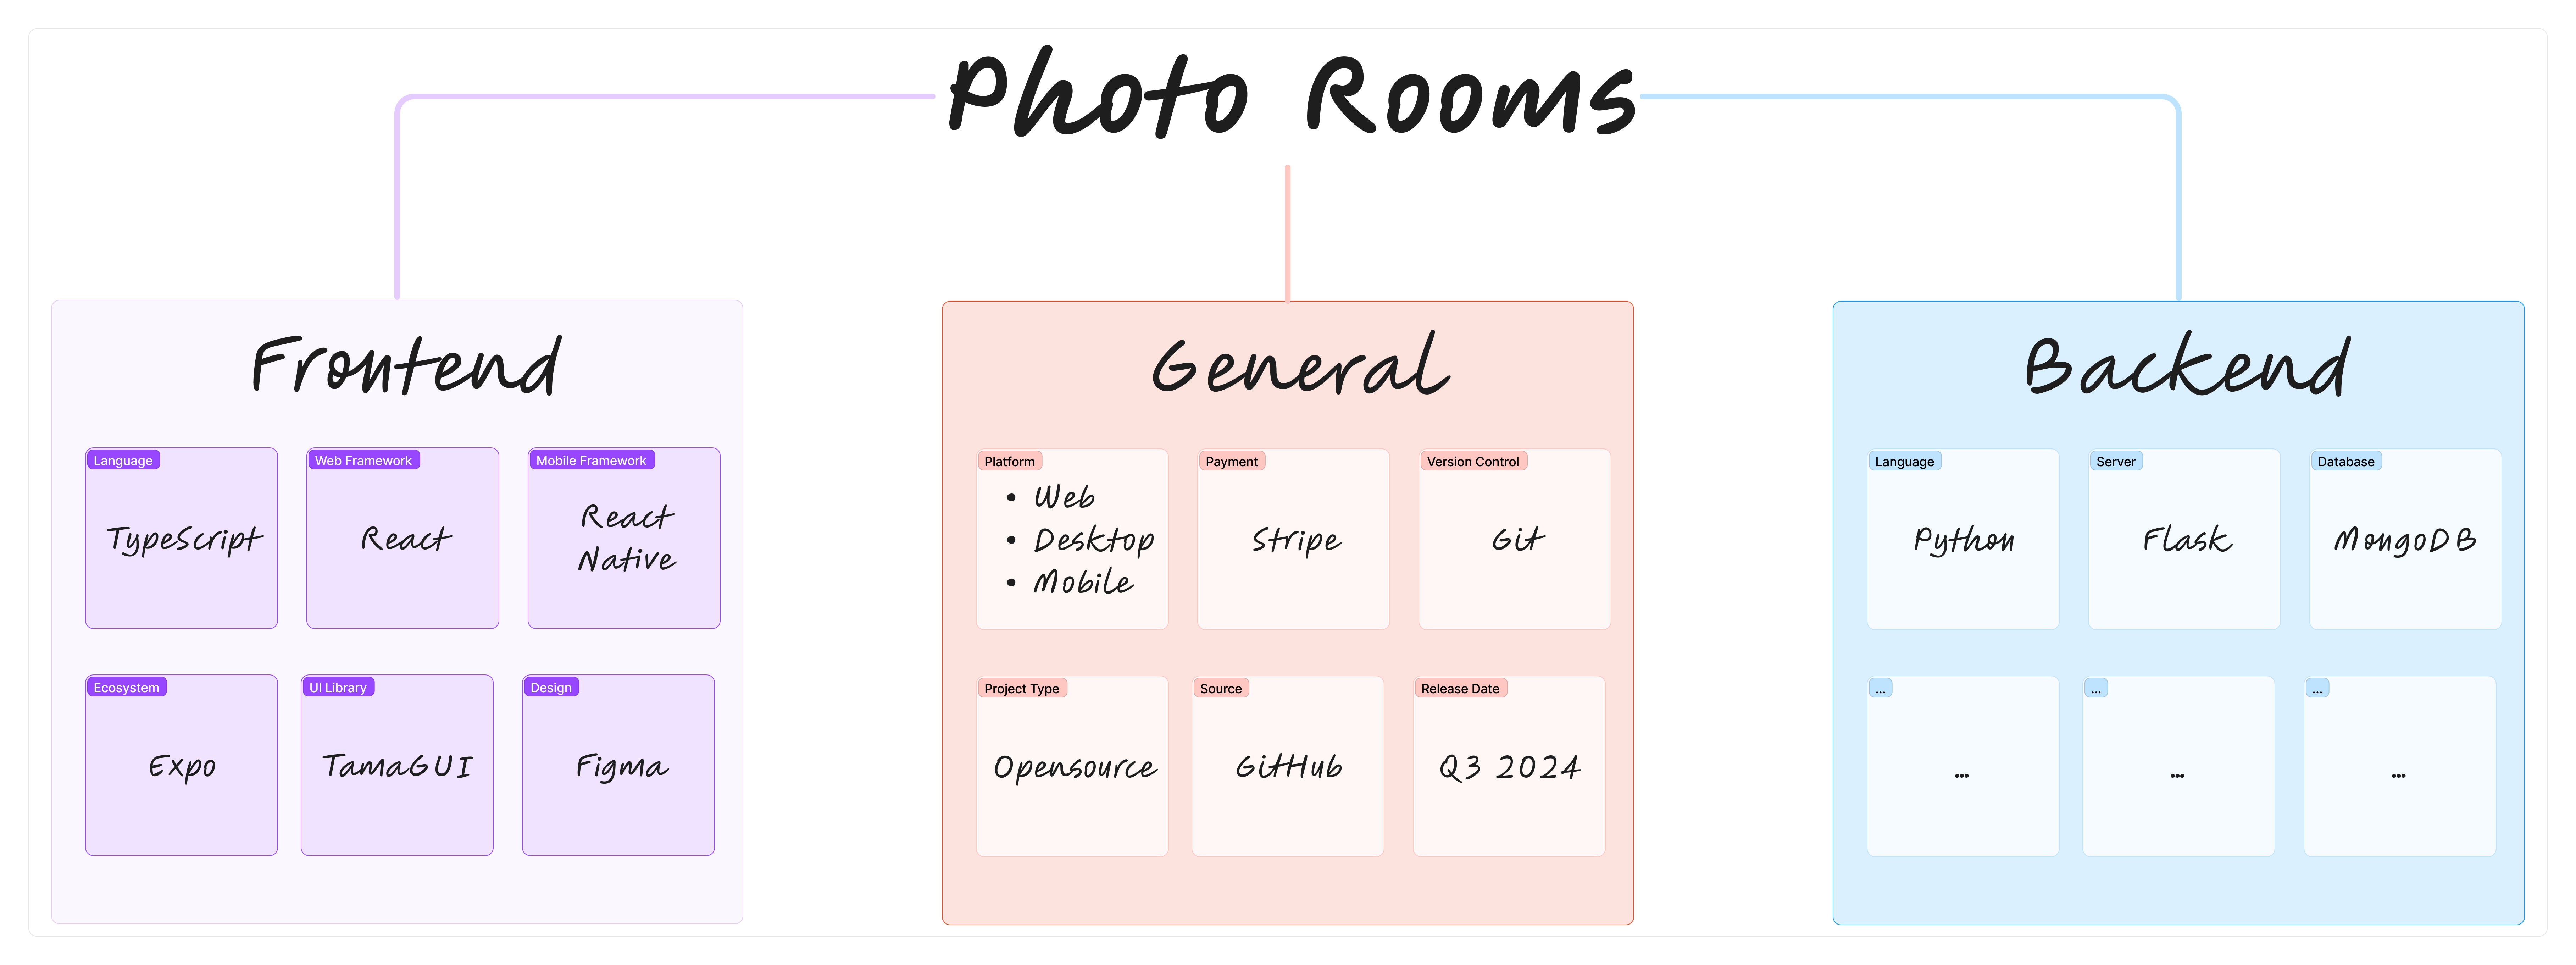 Photo Rooms
Frontend
Language
TypeScript
Web Framework
React
Mobile Framework
React
Native
Ecosystem
Expo
UI Library
TamaGUI
Design
Figma
General
Platform
• Web
• Desktop
• Mobile
Payment
Stripe
Version Control
Git
Project Type
Opensource
Source
GitHub
Release Date
Q3 2024
Backend
Language
Python
Server
Flask
Database
MongoDB
...
...
...
...
...
...